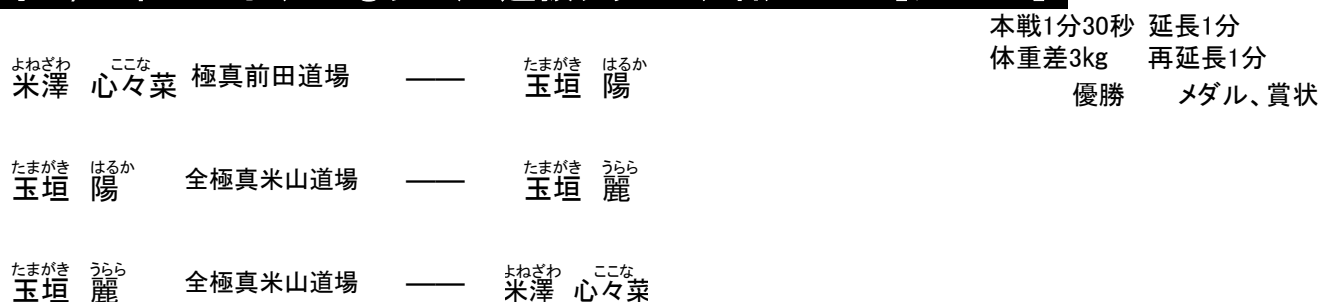 本戦1分30秒 延長1分
体重差3kg 再延長1分
優勝 メダル、賞状
よねざわ ここな たまがき はるか
米澤 心々菜 極真前田道場 ―― 玉垣 陽
たまがき はるか たまがき うらら
玉垣 陽 全極真米山道場 ―― 玉垣 麗
たまがき うらら よねざわ ここな
玉垣 麗 全極真米山道場 ―― 米澤 心々菜